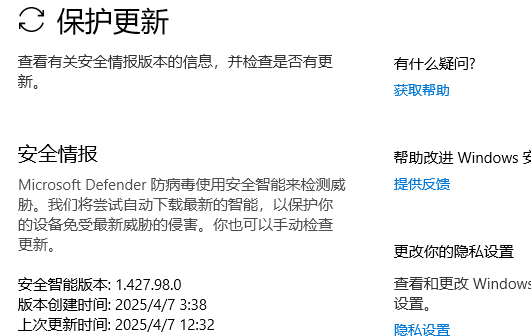 保护更新
查看有关安全情报版本的信息，并检查是否有更
新。
安全情报
Microsoft Defender 防病毒使用安全智能来检测威
胁。我们将尝试自动下载最新的智能，以保护你
的设备免受最新威胁的侵害。你也可以手动检查
更新。
安全智能版本: 1.427.98.0
版本创建时间: 2025/4/7 3:38
上次更新时间: 2025/4/7 12:32
有什么疑问?
获取帮助
帮助改进 Windows 安
提供反馈
更改你的隐私设置
查看和更改 Windows
设置。
隐私设置